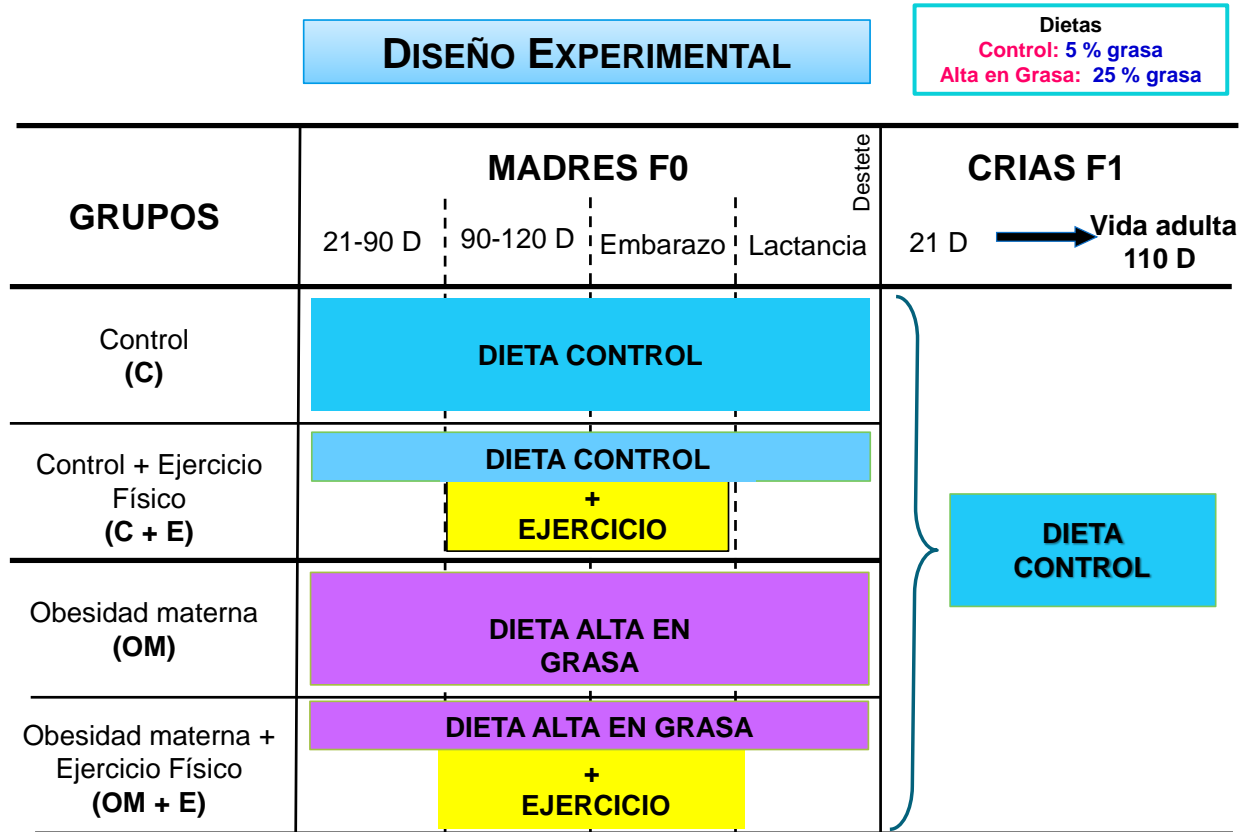 DISEÑO EXPERIMENTAL
Dietas
Control: 5 % grasa
Alta en Grasa: 25 % grasa
GRUPOS
MADRES F0
21-90 D
90-120 D
Embarazo
Lactancia
Destete
CRIAS F1
21 D
Vida adulta
110 D
Control
(C)
DIETA CONTROL
Control + Ejercicio
Físico
(C + E)
DIETA CONTROL
+
EJERCICIO
Obesidad materna
(OM)
DIETA ALTA EN
GRASA
Obesidad materna +
Ejercicio Físico
(OM + E)
DIETA ALTA EN GRASA
+
EJERCICIO
DIETA
CONTROL